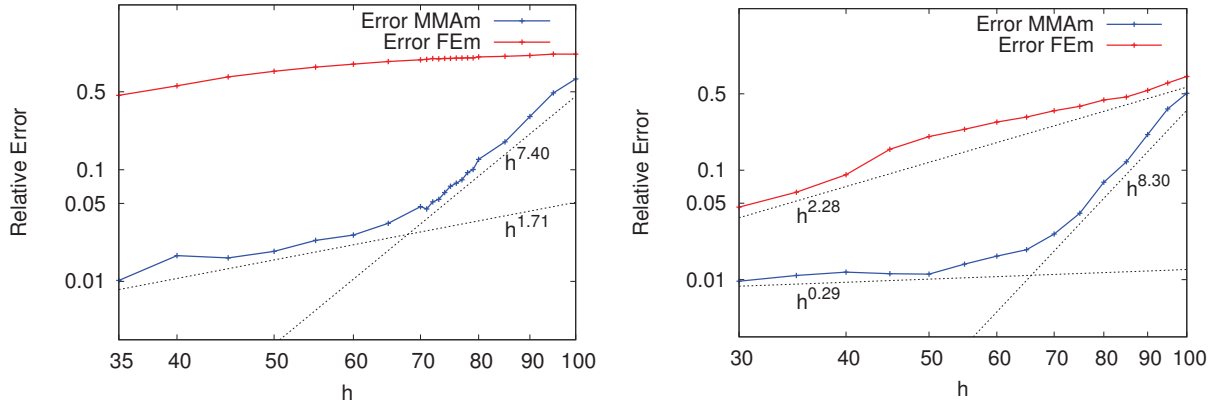 Error MMAm
Error FEm
0.5
0.1
0.05
0.01
Relative Error
h^7.40
h^1.71
35 40 50 60 70 80 90 100
h
Error MMAm
Error FEm
0.5
0.1
0.05
0.01
Relative Error
h^2.28
h^8.30
h^0.29
30 40 50 60 70 80 90 100
h